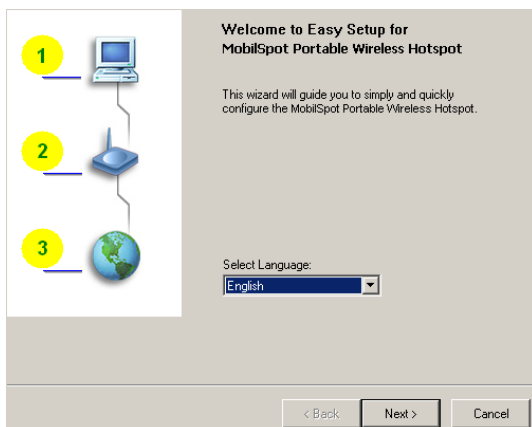 1
2
3
Welcome to Easy Setup for
MobilSpot Portable Wireless Hotspot
This wizard will guide you to simply and quickly
configure the MobilSpot Portable Wireless Hotspot.
Select Language:
English
< Back
Next >
Cancel